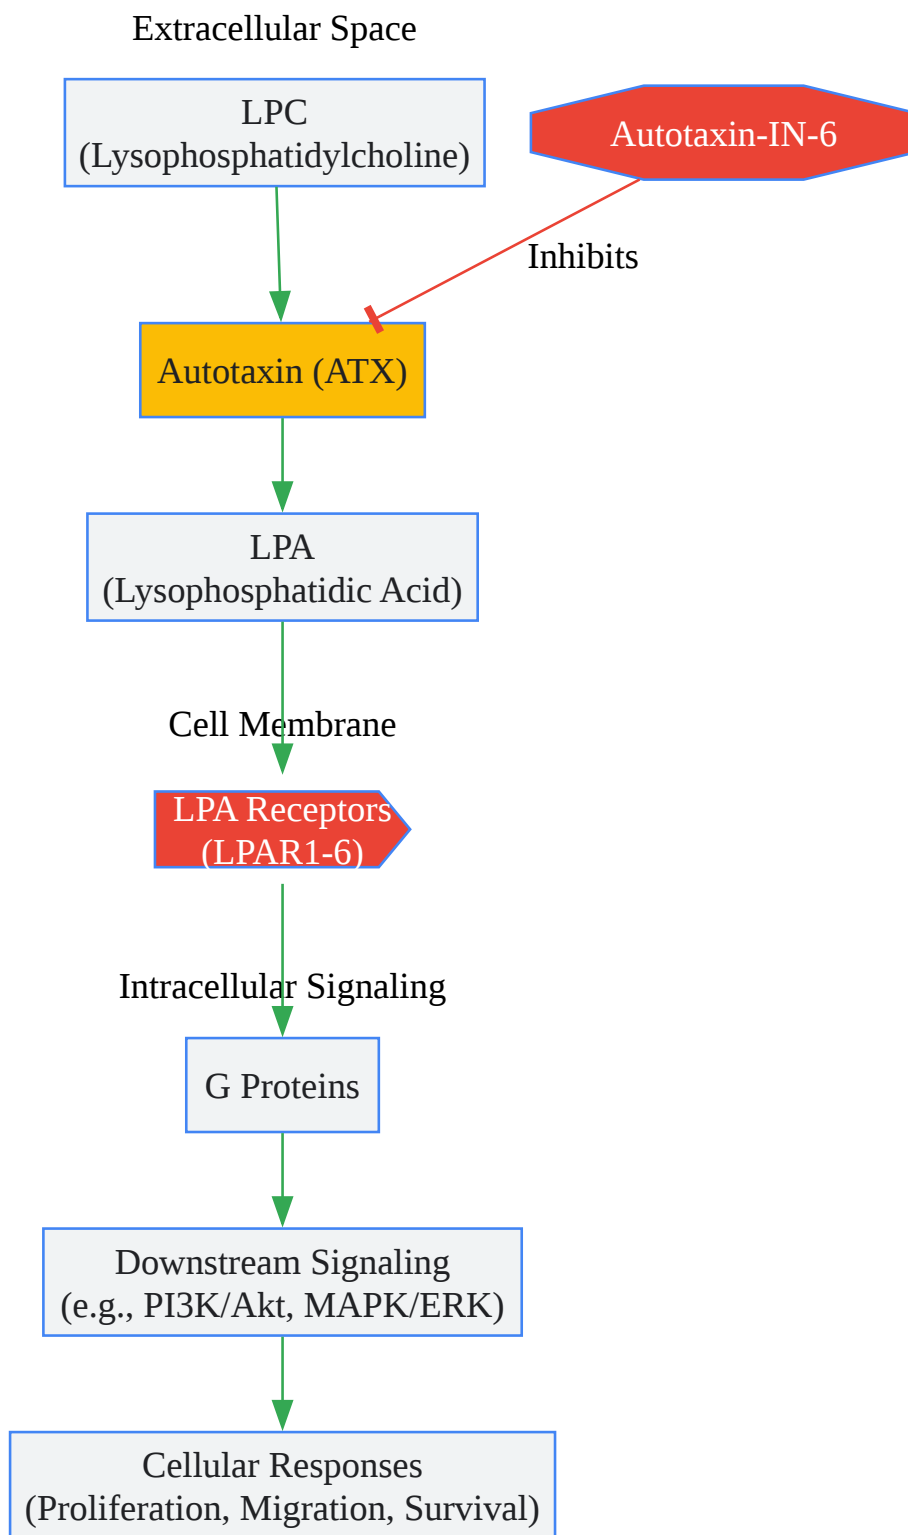 Extracellular Space
LPC
(Lysophosphatidylcholine)
Autotaxin-IN-6
Inhibits
Autotaxin (ATX)
LPA
(Lysophosphatidic Acid)
Cell Membrane
LPA Receptors
(LPAR1-6)
Intracellular Signaling
G Proteins
Downstream Signaling
(e.g., PI3K/Akt, MAPK/ERK)
Cellular Responses
(Proliferation, Migration, Survival)